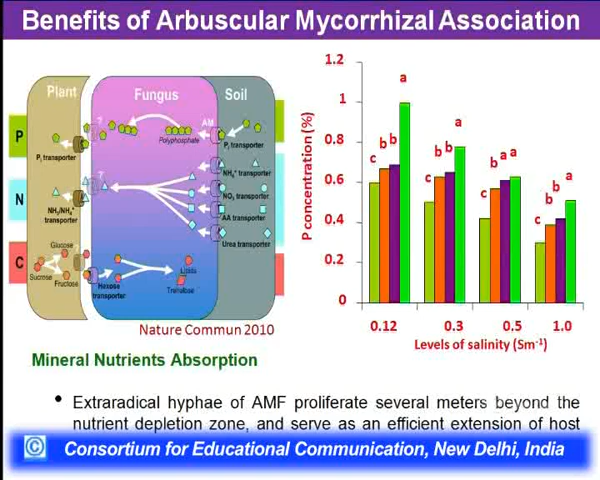 Benefits of Arbuscular Mycorrhizal Association
Plant
Fungus
Soil
P
N
C
?
AM
Polyphosphate
Pi transporter
Pi transporter
?
NH4+ transporter
NO3 transporter
AA transporter
Urea transporter
NH3/NH4+
transporter
Glucose
Sucrose
Fructose
Hexose
transporter
Lipids
Trehalose
Nature Commun 2010
P concentration (%)
1.2
1
0.8
0.6
0.4
0.2
0
c b b a
c b b a
c b a a
c b b a
0.12 0.3 0.5 1.0
Levels of salinity (Sm-1)
Mineral Nutrients Absorption
• Extraradical hyphae of AMF proliferate several meters beyond the
nutrient depletion zone, and serve as an efficient extension of host
© Consortium for Educational Communication, New Delhi, India